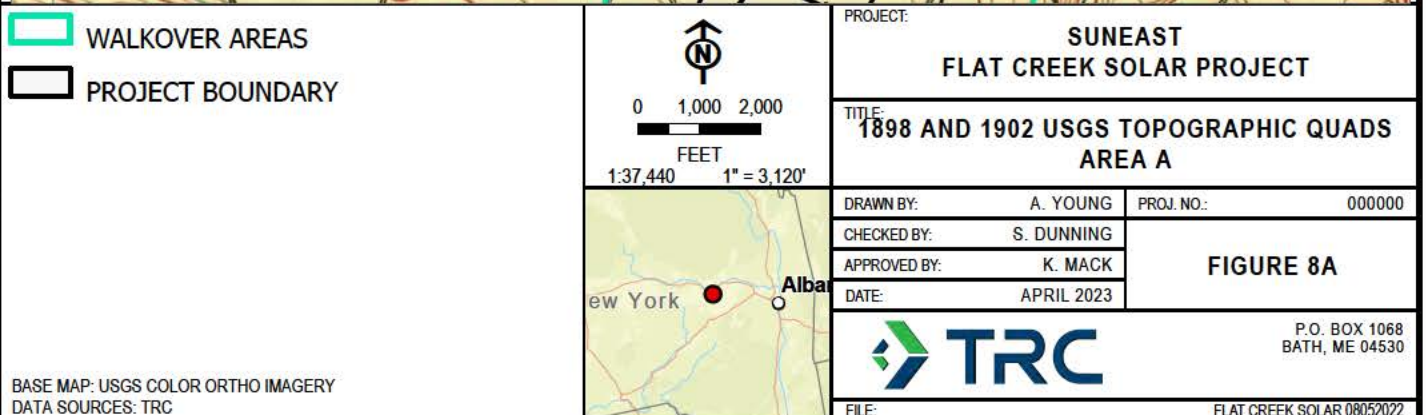 WALKOVER AREAS
PROJECT BOUNDARY
BASE MAP: USGS COLOR ORTHO IMAGERY
DATA SOURCES: TRC
N
0 1,000 2,000
FEET
1:37,440 1" = 3,120'
ew York
Alba
PROJECT:
SUNEAST
FLAT CREEK SOLAR PROJECT
TITLE:
1898 AND 1902 USGS TOPOGRAPHIC QUADS
AREA A
DRAWN BY: A. YOUNG PROJ. NO.: 000000
CHECKED BY: S. DUNNING
APPROVED BY: K. MACK
FIGURE 8A
DATE: APRIL 2023
TRC
P.O. BOX 1068
BATH, ME 04530
FILE: FLAT CREEK SOLAR 08052022